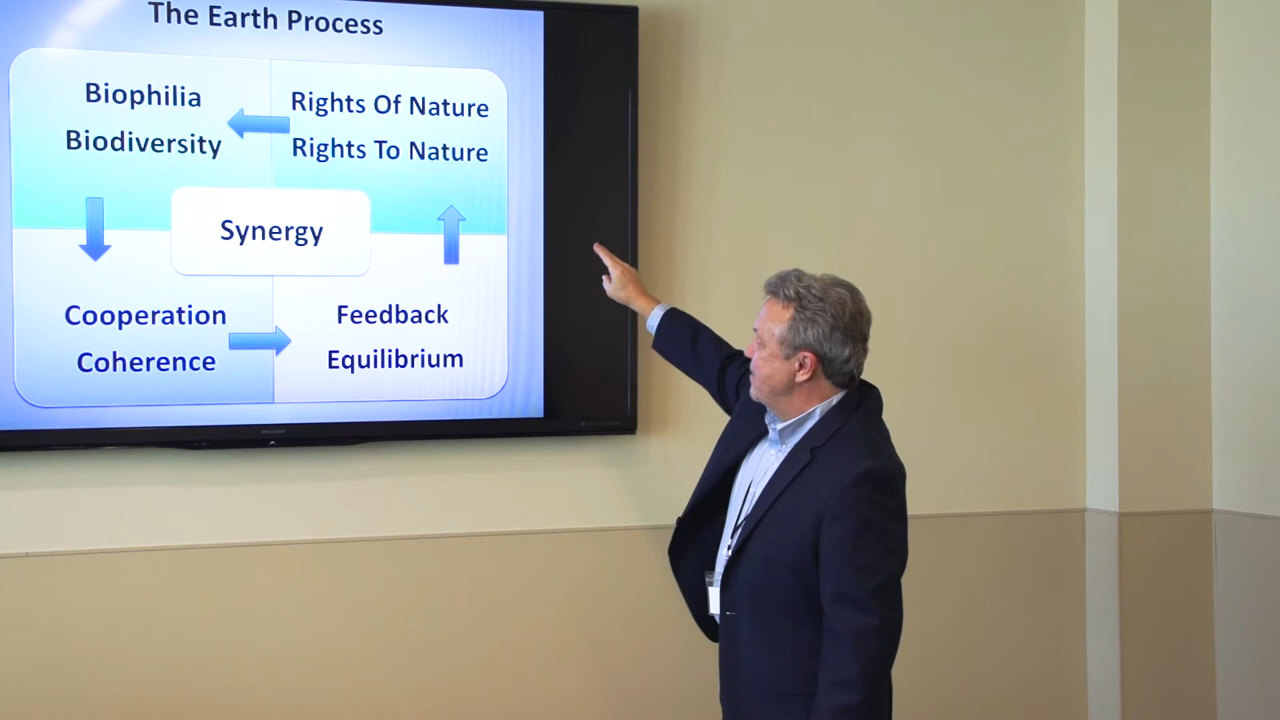 The Earth Process
Biophilia
Biodiversity
Rights Of Nature
Rights To Nature
Synergy
Cooperation
Coherence
Feedback
Equilibrium